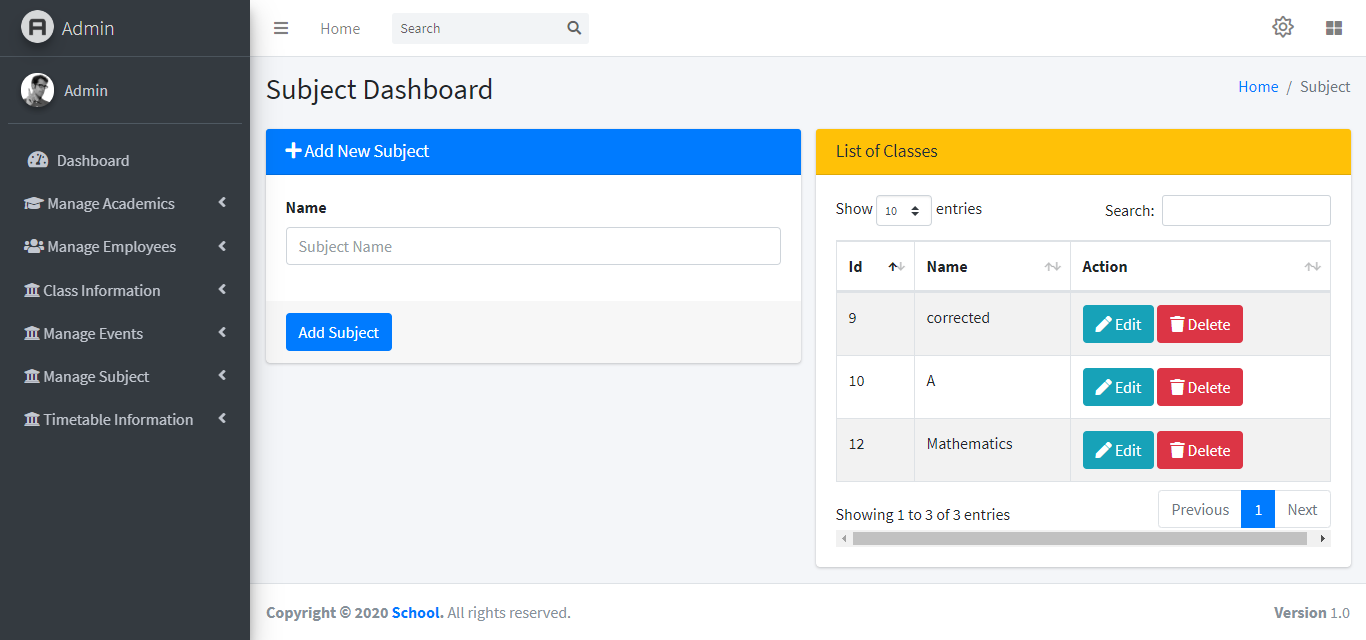 Admin
Home
Search
Admin
Dashboard
Manage Academics
Manage Employees
Class Information
Manage Events
Manage Subject
Timetable Information
Subject Dashboard
Home / Subject
Add New Subject
Name
Subject Name
Add Subject
List of Classes
Show 10 entries
Search:
Id Name Action
9 corrected Edit Delete
10 A Edit Delete
12 Mathematics Edit Delete
Showing 1 to 3 of 3 entries
Previous 1 Next
Copyright © 2020 School. All rights reserved.
Version 1.0